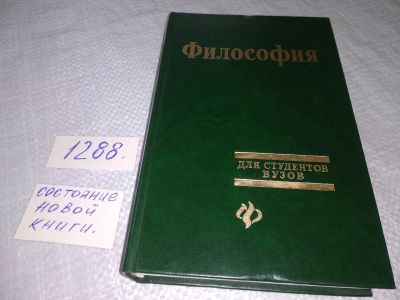 Философия
ДЛЯ СТУДЕНТОВ
ВУЗОВ
1288.
состояние
новой
книги.